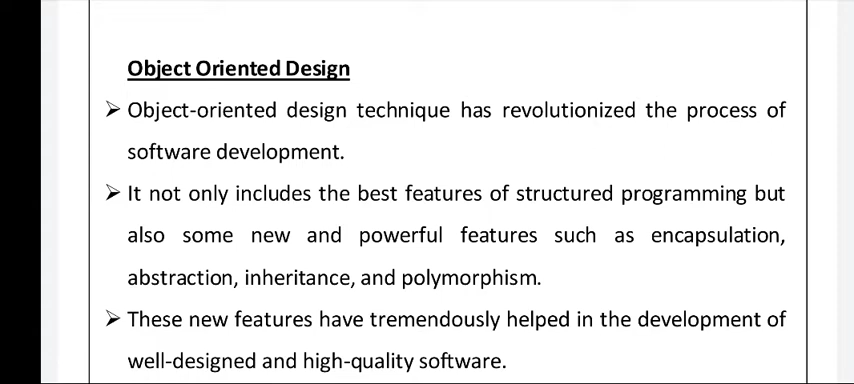 Object Oriented Design
➢ Object-oriented design technique has revolutionized the process of
software development.
➢ It not only includes the best features of structured programming but
also some new and powerful features such as encapsulation,
abstraction, inheritance, and polymorphism.
➢ These new features have tremendously helped in the development of
well-designed and high-quality software.